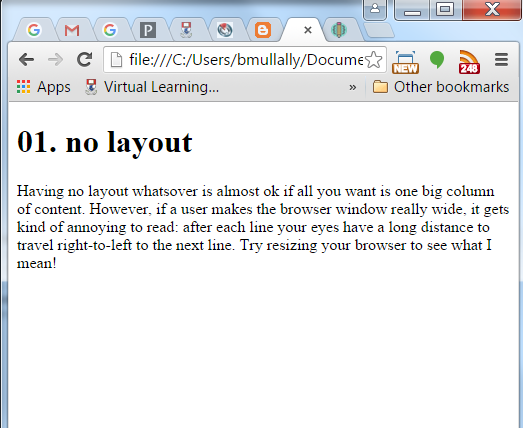 file:///C:/Users/bmullally/Docume
NEW
248
Apps
Virtual Learning...
»
Other bookmarks
01. no layout
Having no layout whatsover is almost ok if all you want is one big column
of content. However, if a user makes the browser window really wide, it gets
kind of annoying to read: after each line your eyes have a long distance to
travel right-to-left to the next line. Try resizing your browser to see what I
mean!